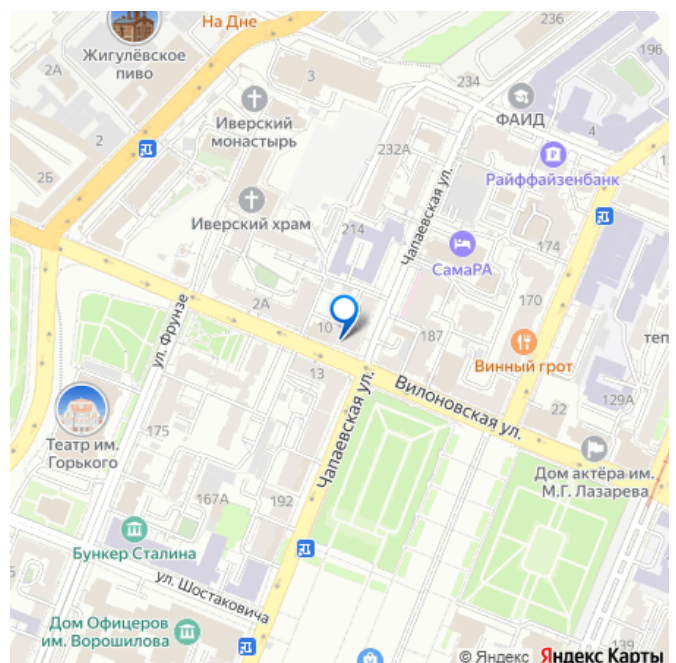 На Дне
Жигулёвское
пиво
2А
3
234
196
ФАИД
Иверский
монастырь
2
4
232А
Райффайзенбанк
2Б
Чапаевская ул.
Иверский храм
214
174
СамаРА
2А
170
ул. Фрунзе
10
187
Винный грот
теп
13
Вилоновская ул.
22
129А
Чапаевская ул.
Театр им.
Горького
175
Дом актёра им.
М.Г. Лазарева
167А
192
Бункер Сталина
ул. Шостаковича
Дом Офицеров
им. Ворошилова
139
© Яндекс Яндекс Карты